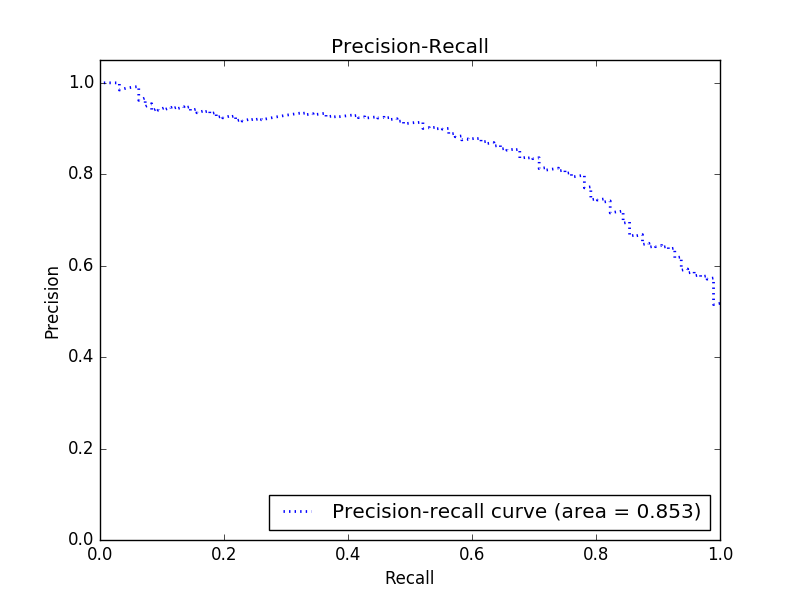 Precision-Recall
1.0
0.8
0.6
0.4
0.2
0.0
Precision
Precision-recall curve (area = 0.853)
0.0 0.2 0.4 0.6 0.8 1.0
Recall